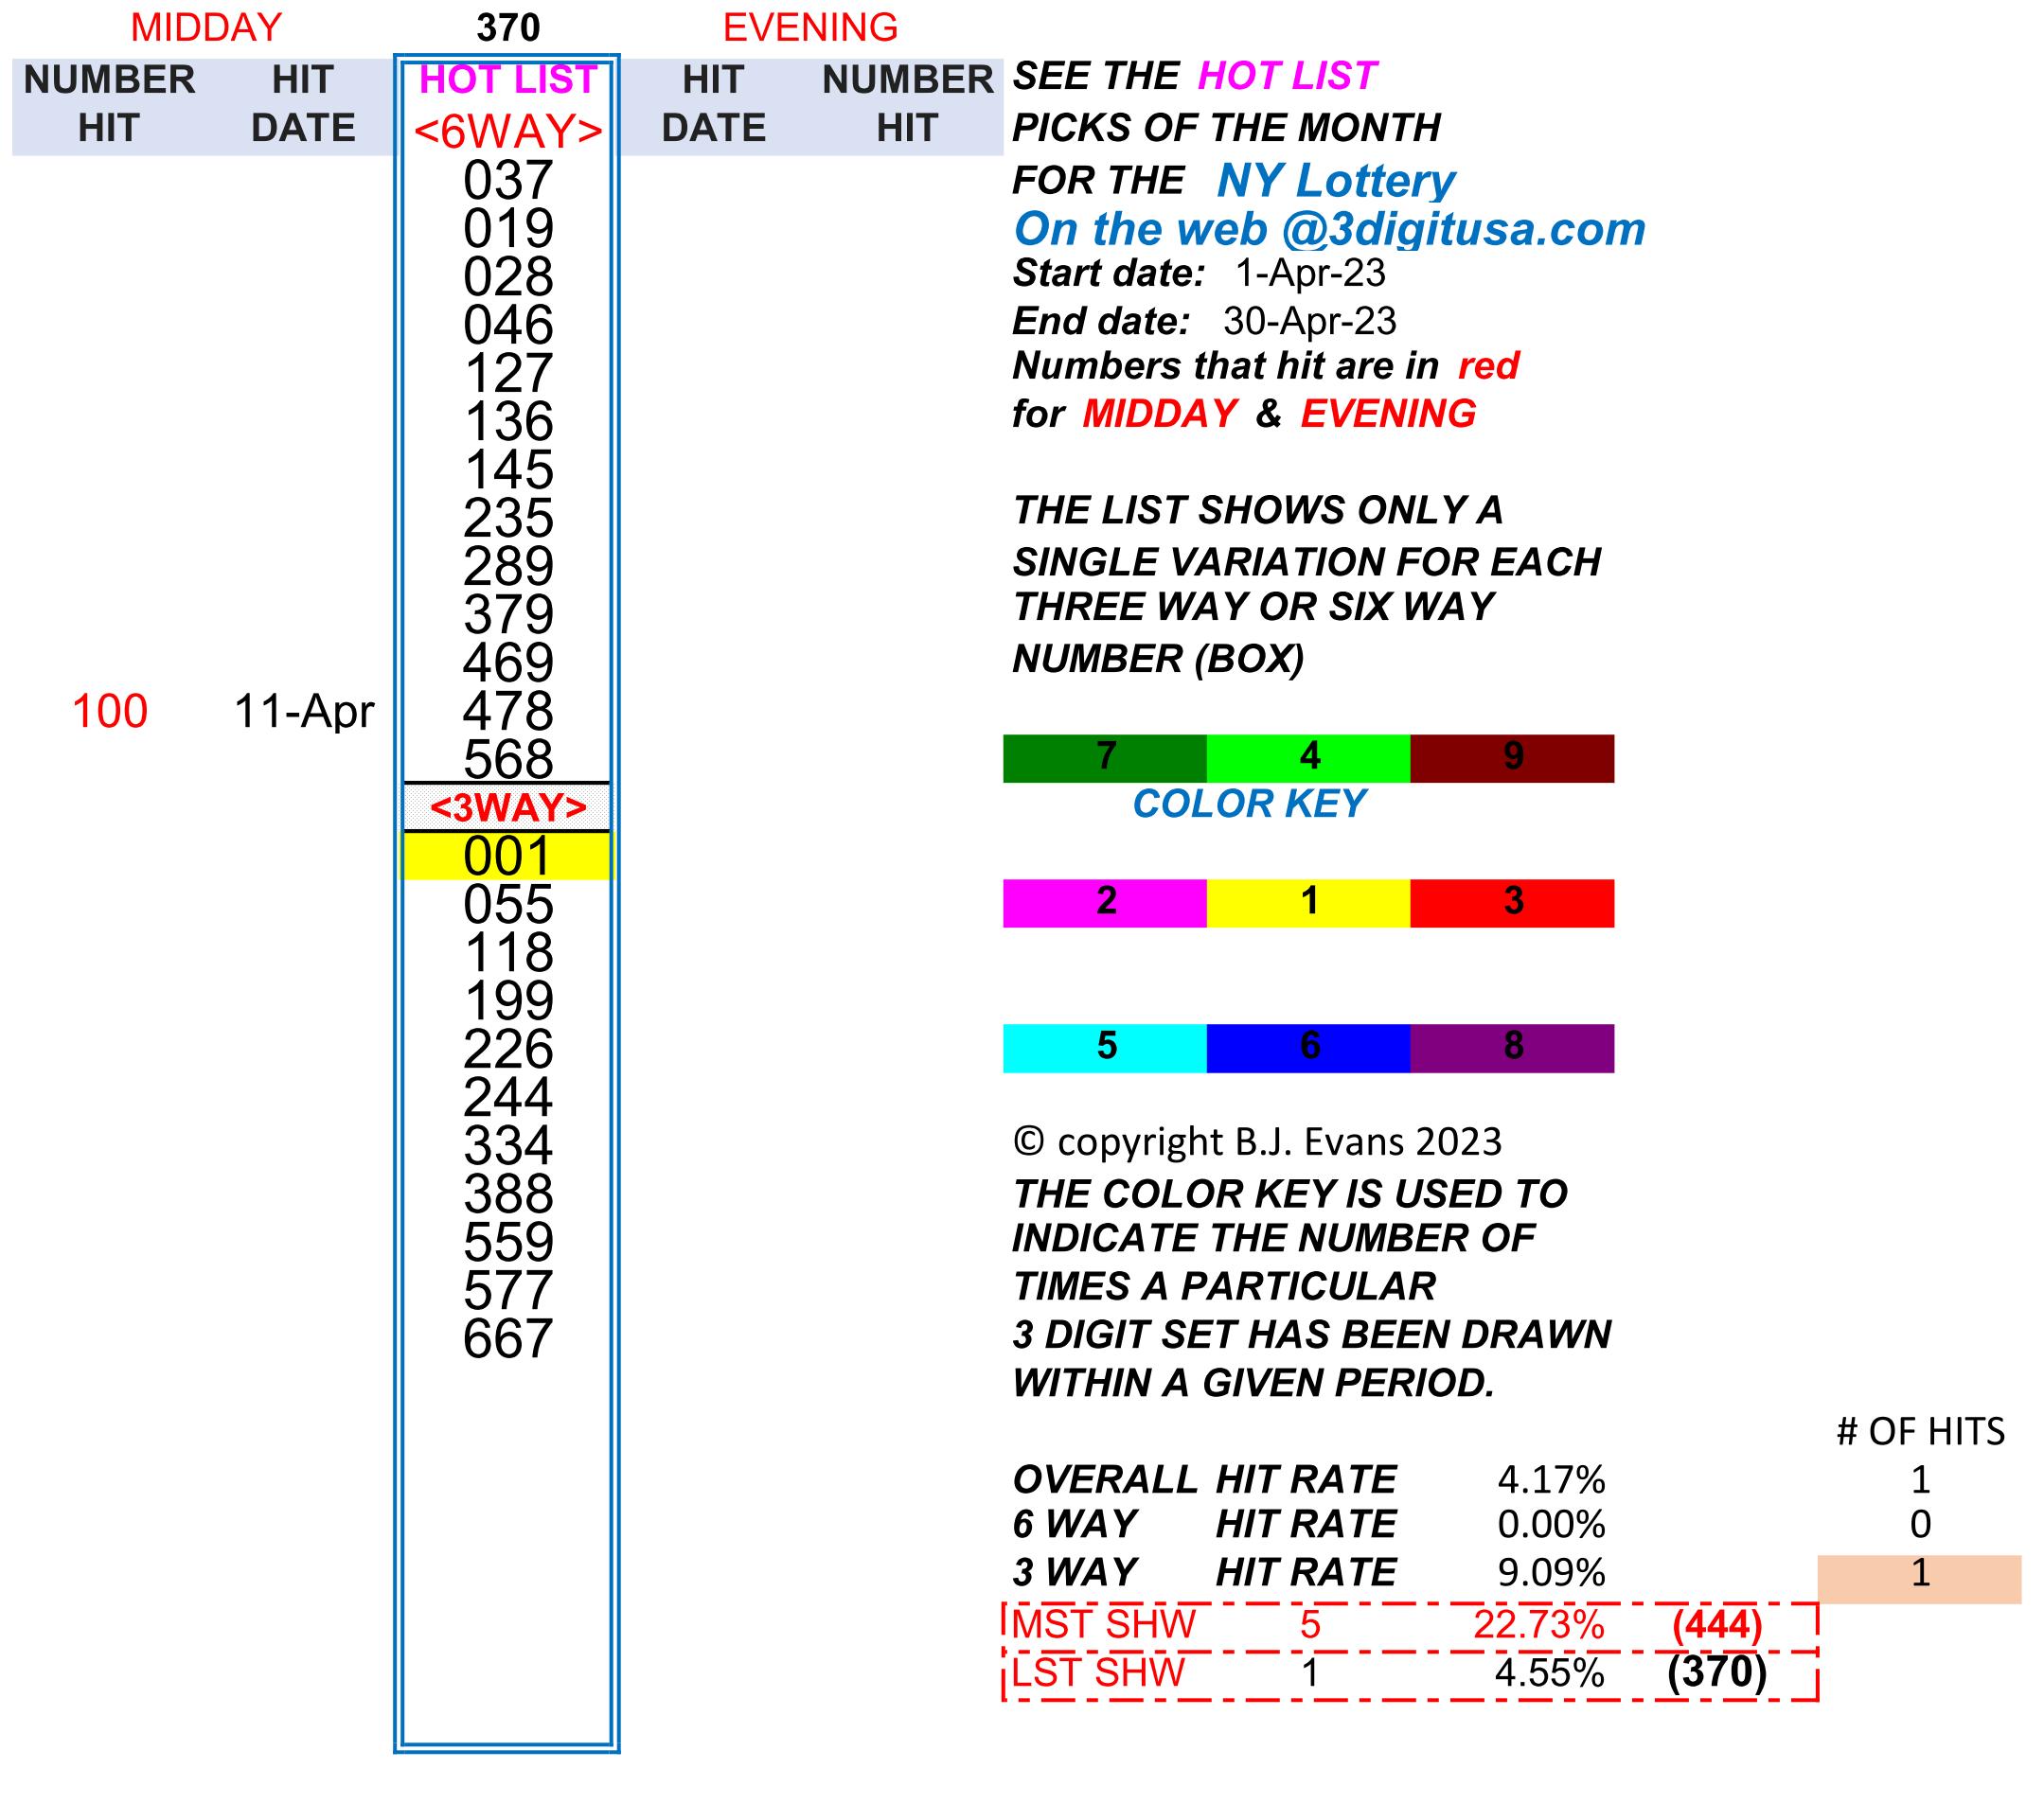 MIDDAY 370 EVENING
NUMBER HIT HOT LIST HIT NUMBER SEE THE HOT LIST
HIT DATE <6WAY> DATE HIT PICKS OF THE MONTH
037 FOR THE NY Lottery
019 On the web @3digitusa.com
028 Start date: 1-Apr-23
046 End date: 30-Apr-23
127 Numbers that hit are in red
136 for MIDDAY & EVENING
145
235 THE LIST SHOWS ONLY A
289 SINGLE VARIATION FOR EACH
379 THREE WAY OR SIX WAY
469 NUMBER (BOX)
100 11-Apr 478
568 7 4 9
<3WAY> COLOR KEY
001
055 2 1 3
118
199
226 5 6 8
244
334 © copyright B.J. Evans 2023
388 THE COLOR KEY IS USED TO
559 INDICATE THE NUMBER OF
577 TIMES A PARTICULAR
667 3 DIGIT SET HAS BEEN DRAWN
WITHIN A GIVEN PERIOD.
# OF HITS
OVERALL HIT RATE 4.17% 1
6 WAY HIT RATE 0.00% 0
3 WAY HIT RATE 9.09% 1
MST SHW 5 22.73% (444)
LST SHW 1 4.55% (370)